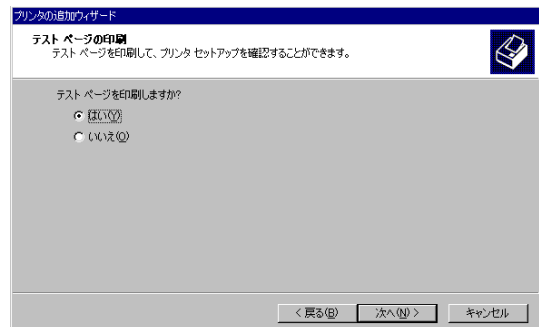 プリンタの追加ウィザード
テスト ページの印刷
テスト ページを印刷して、プリンタ セットアップを確認することができます。
テスト ページを印刷しますか?
はい(Y)
いいえ(O)
< 戻る(B) 次へ(N) > キャンセル